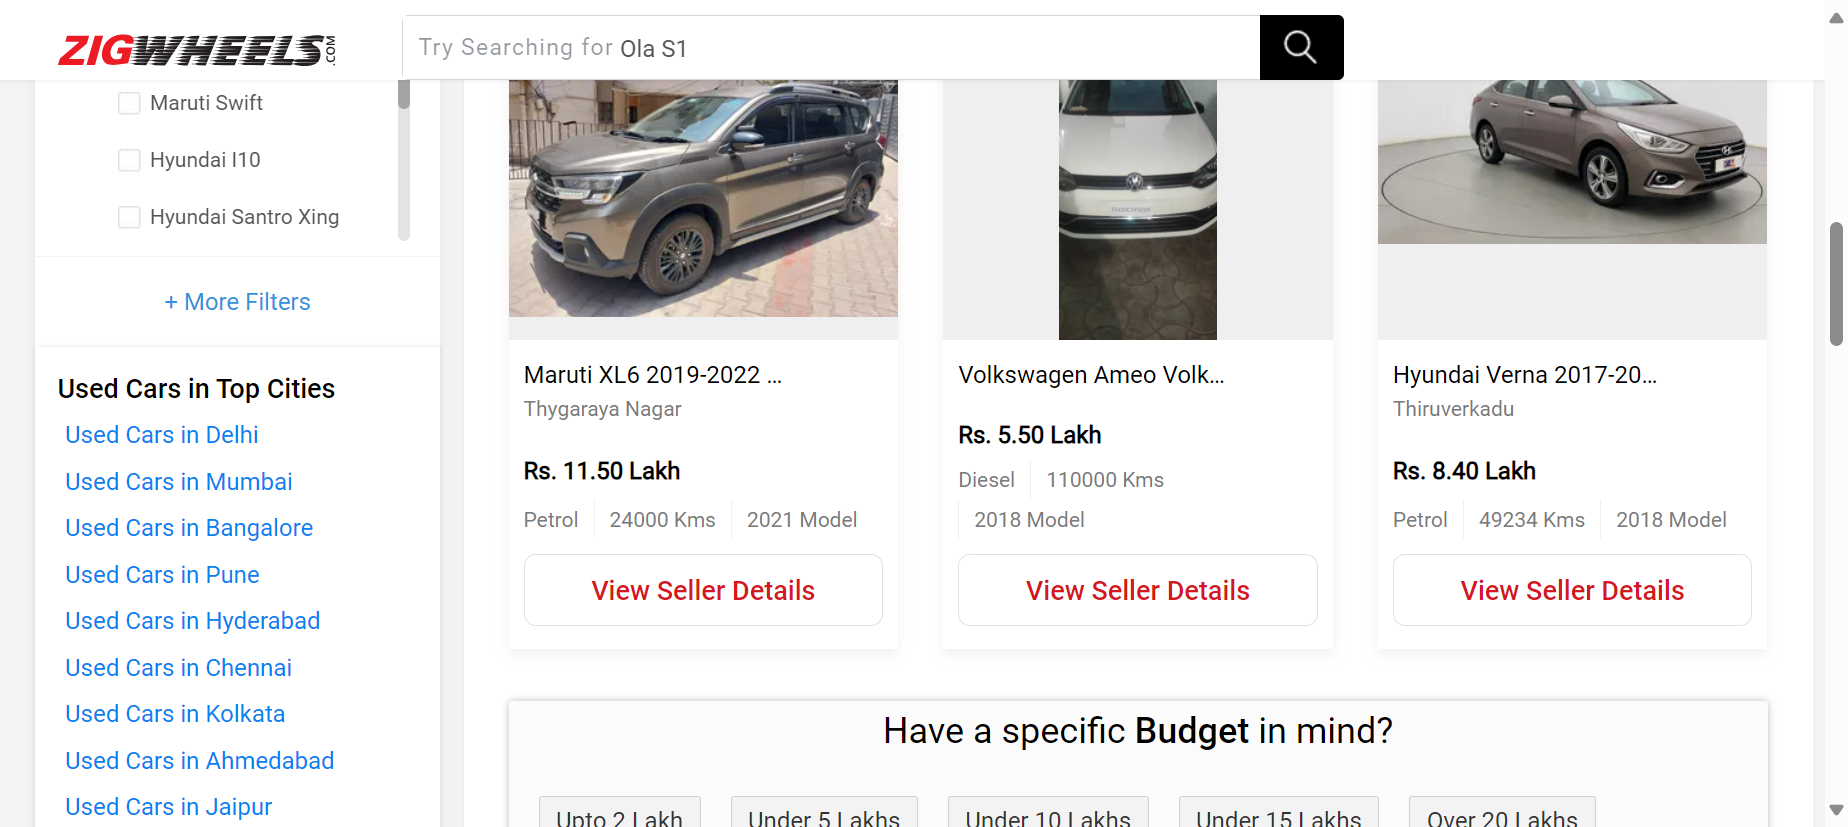 ZIGWHEELS.COM
Try Searching for Ola S1
Maruti Swift
Hyundai I10
Hyundai Santro Xing
+ More Filters
Used Cars in Top Cities
Used Cars in Delhi
Used Cars in Mumbai
Used Cars in Bangalore
Used Cars in Pune
Used Cars in Hyderabad
Used Cars in Chennai
Used Cars in Kolkata
Used Cars in Ahmedabad
Used Cars in Jaipur
Maruti XL6 2019-2022 ...
Thygaraya Nagar
Rs. 11.50 Lakh
Petrol
24000 Kms
2021 Model
View Seller Details
Volkswagen Ameo Volk...
Rs. 5.50 Lakh
Diesel
110000 Kms
2018 Model
View Seller Details
Hyundai Verna 2017-20...
Thiruverkadu
Rs. 8.40 Lakh
Petrol
49234 Kms
2018 Model
View Seller Details
Have a specific Budget in mind?
Upto 2 Lakh
Under 5 Lakhs
Under 10 Lakhs
Under 15 Lakhs
Over 20 Lakhs